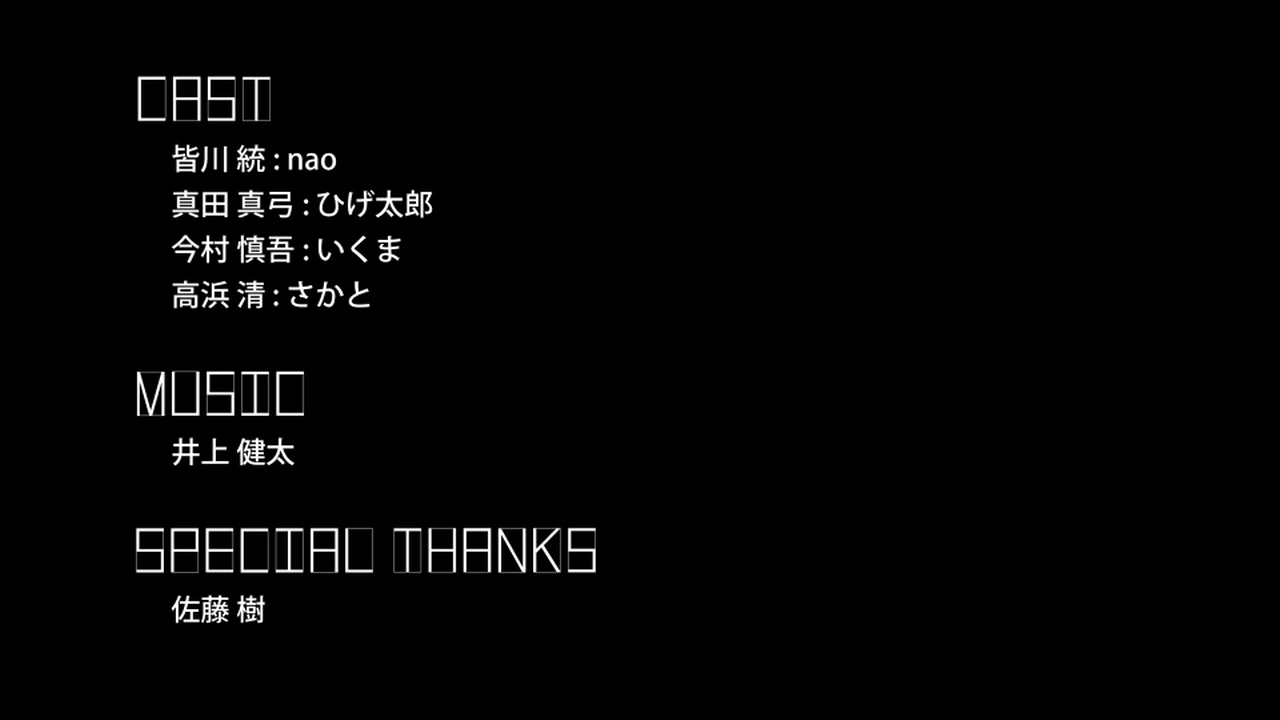 CAST
皆川 統 : nao
真田 真弓 : ひげ太郎
今村 慎吾 : いくま
高浜 清 : さかと
MUSIC
井上 健太
SPECIAL THANKS
佐藤 樹